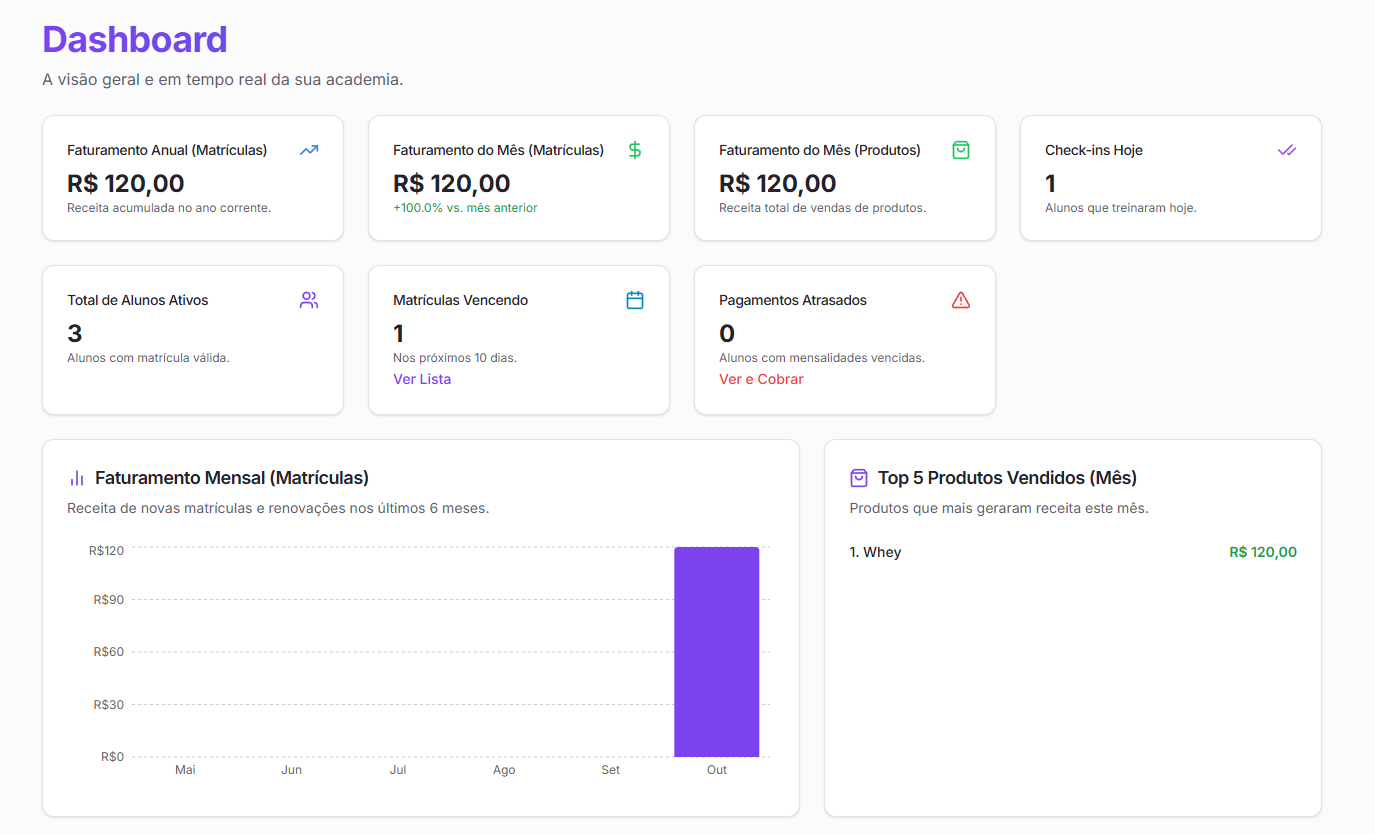 Dashboard
A visão geral e em tempo real da sua academia.
Faturamento Anual (Matrículas)
R$ 120,00
Receita acumulada no ano corrente.
Faturamento do Mês (Matrículas)
R$ 120,00
+100.0% vs. mês anterior
Faturamento do Mês (Produtos)
R$ 120,00
Receita total de vendas de produtos.
Check-ins Hoje
1
Alunos que treinaram hoje.
Total de Alunos Ativos
3
Alunos com matrícula válida.
Matrículas Vencendo
1
Nos próximos 10 dias.
Ver Lista
Pagamentos Atrasados
0
Alunos com mensalidades vencidas.
Ver e Cobrar
Faturamento Mensal (Matrículas)
Receita de novas matrículas e renovações nos últimos 6 meses.
R$120
R$90
R$60
R$30
R$0
Mai Jun Jul Ago Set Out
Top 5 Produtos Vendidos (Mês)
Produtos que mais geraram receita este mês.
1. Whey R$ 120,00